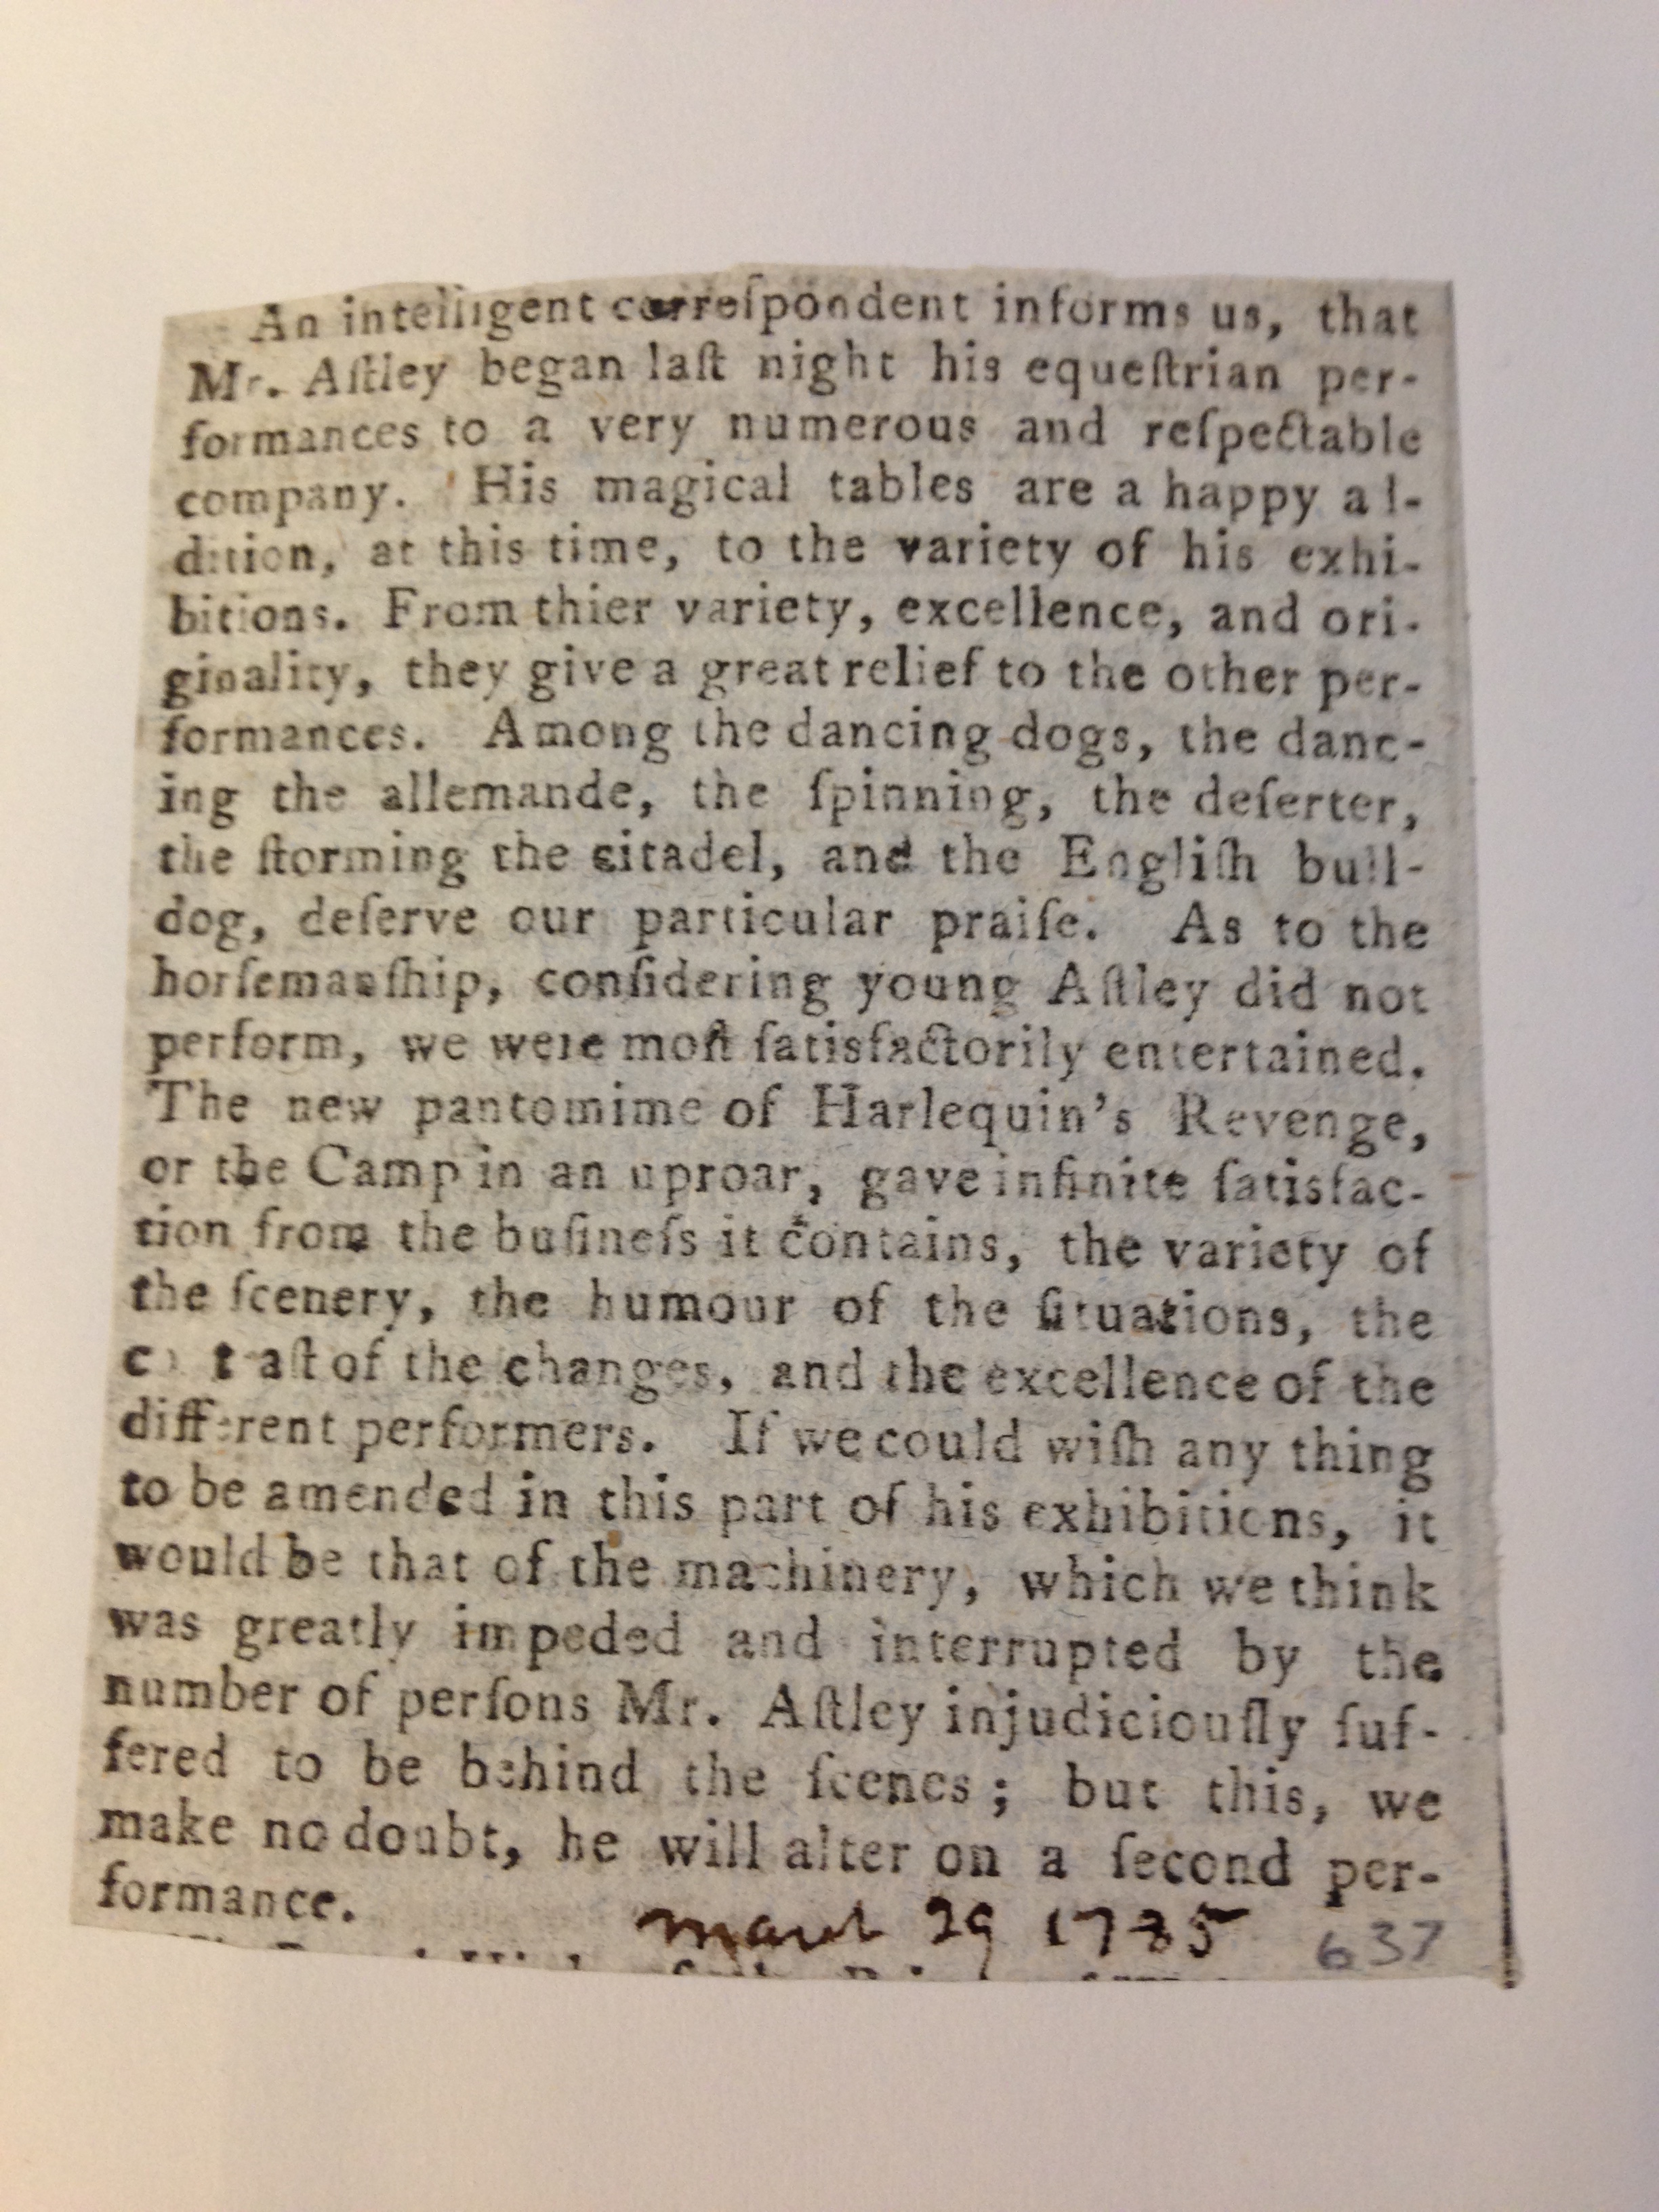 An intelligent correſpondent informs us, that
Mr. Aſtley began laſt night his equeſtrian per-
formances to a very numerous and reſpectable
company. His magical tables are a happy ad-
dition, at this time, to the variety of his exhi-
bitions. From thier variety, excellence, and ori-
ginality, they give a great relief to the other per-
formances. Among the dancing dogs, the danc-
ing the allemande, the ſpinning, the deſerter,
the ſtorming the citadel, and the Engliſh bull-
dog, deſerve our particular praiſe. As to the
horſemanſhip, conſidering young Aſtley did not
perform, we were moſt ſatisfactorily entertained.
The new pantomime of Harlequin's Revenge,
or the Camp in an uproar, gave infinite ſatisfac-
tion from the buſineſs it contains, the variety of
the ſcenery, the humour of the ſituations, the
contraſt of the changes, and the excellence of the
different performers. If we could wiſh any thing
to be amended in this part of his exhibitions, it
would be that of the machinery, which we think
was greatly impeded and interrupted by the
number of perſons Mr. Aſtley injudiciouſly ſuf-
fered to be behind the ſcenes; but this, we
make no doubt, he will alter on a ſecond per-
formance.
March 29 1785 637